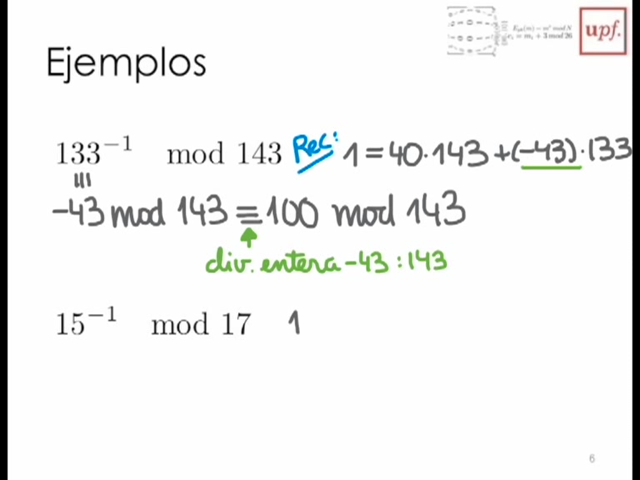 upf.
Ejemplos
133⁻¹ mod 143 Rec: 1 = 40·143 + (-43)·133
-43 mod 143 ≡ 100 mod 143
div. entera -43 : 143
15⁻¹ mod 17 1
6